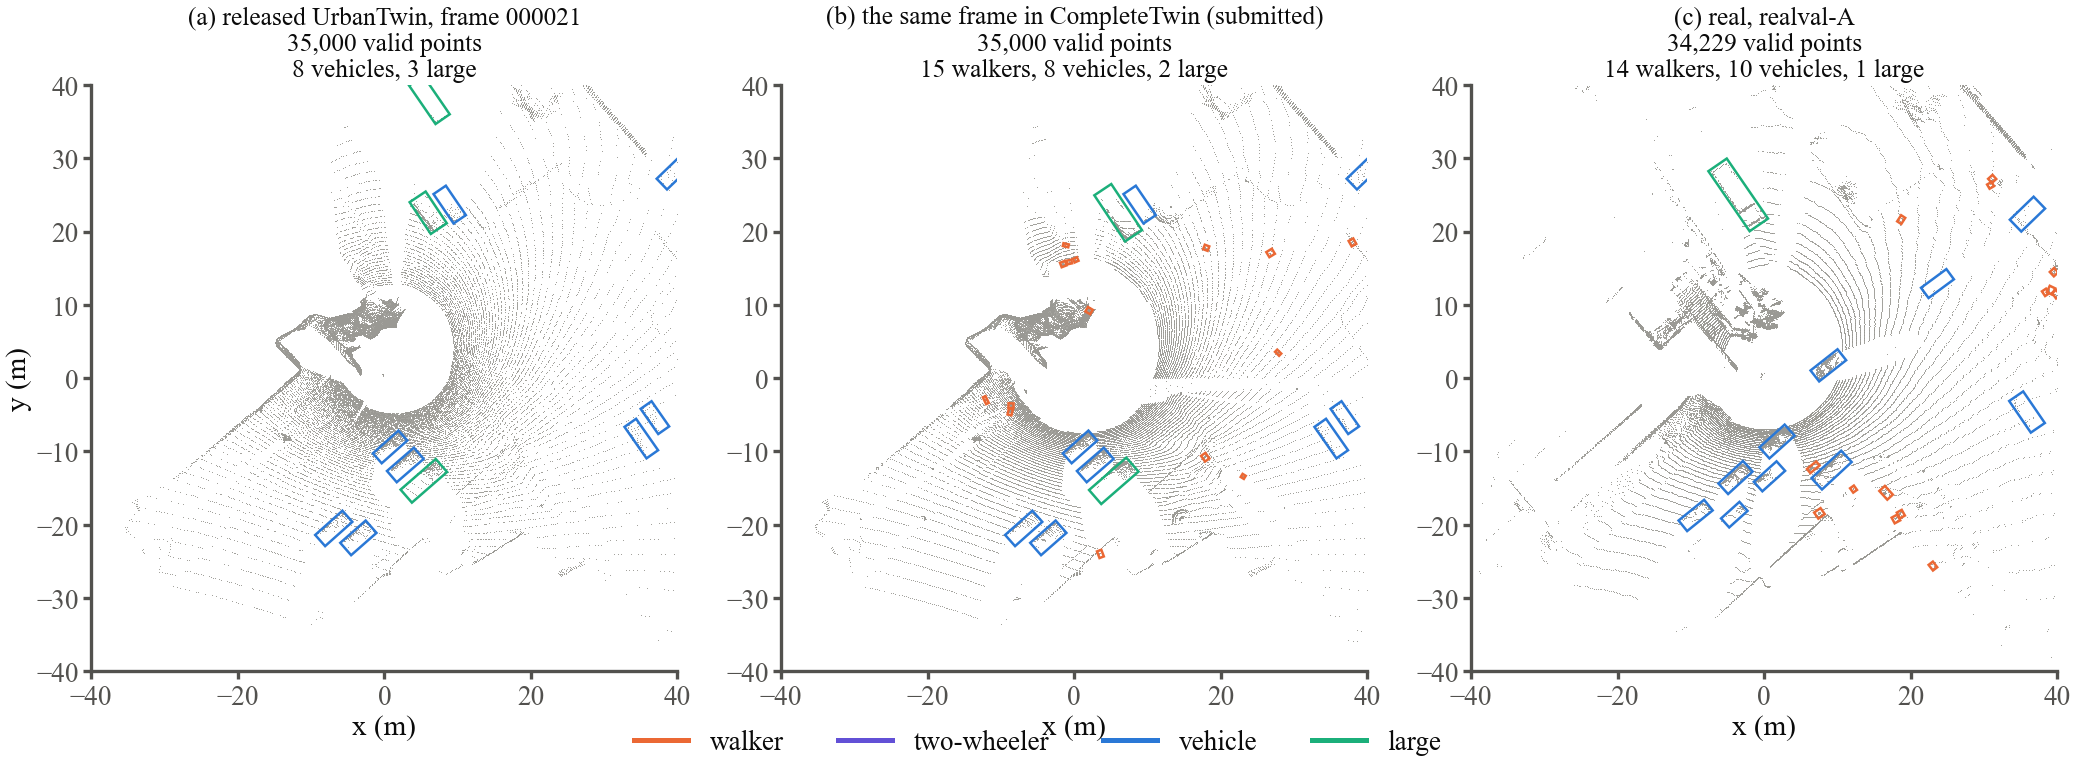 (a) released UrbanTwin, frame 000021
35,000 valid points
8 vehicles, 3 large
40
30
20
10
0
−10
−20
−30
−40
−40
−20
0
20
40
x (m)
y (m)
(b) the same frame in CompleteTwin (submitted)
35,000 valid points
15 walkers, 8 vehicles, 2 large
40
30
20
10
0
−10
−20
−30
−40
−40
−20
0
20
40
x (m)
(c) real, realval-A
34,229 valid points
14 walkers, 10 vehicles, 1 large
40
30
20
10
0
−10
−20
−30
−40
−40
−20
0
20
40
x (m)
walker
two-wheeler
vehicle
large